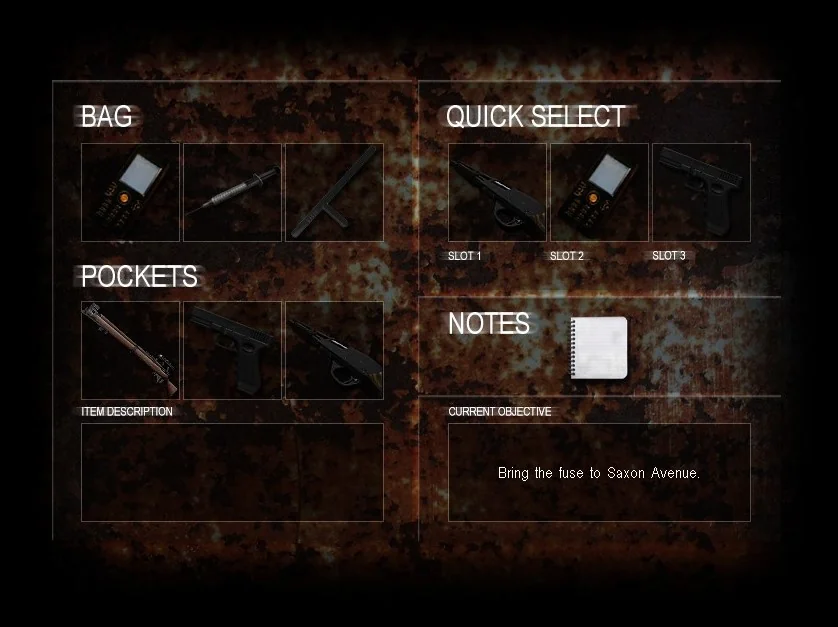 BAG
QUICK SELECT
SLOT 1
SLOT 2
SLOT 3
POCKETS
NOTES
ITEM DESCRIPTION
CURRENT OBJECTIVE
Bring the fuse to Saxon Avenue.